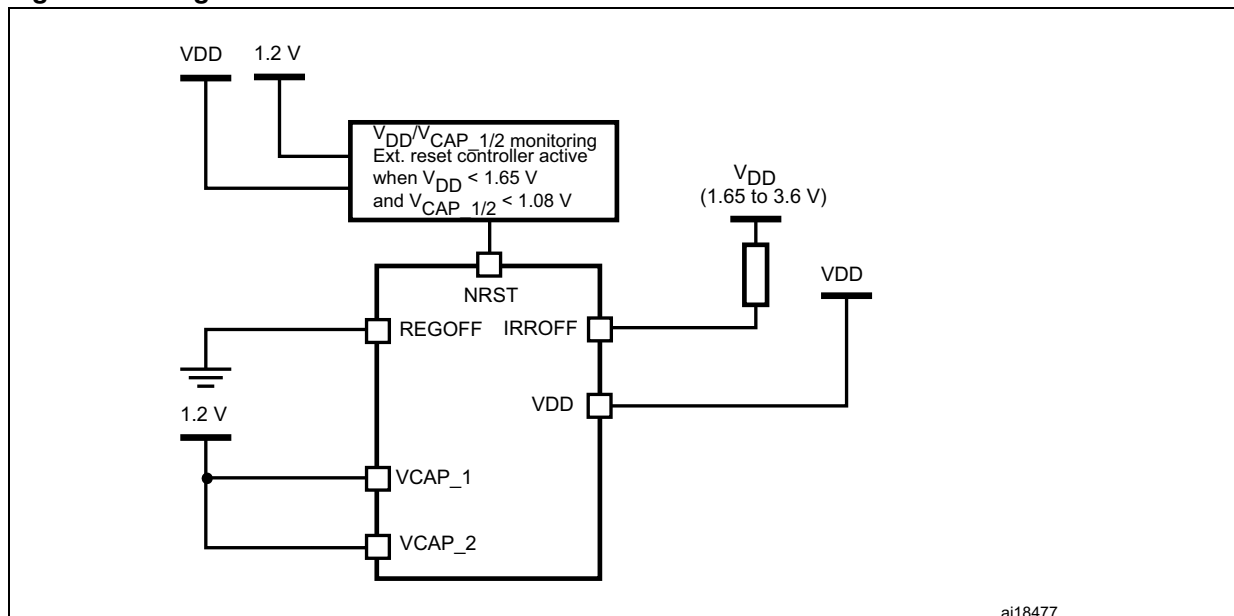 VDD
1.2 V
VDD/VCAP_1/2 monitoring
Ext. reset controller active
when VDD < 1.65 V
and VCAP_1/2 < 1.08 V
VDD
(1.65 to 3.6 V)
VDD
NRST
REGOFF
IRROFF
1.2 V
VDD
VCAP_1
VCAP_2
ai18477